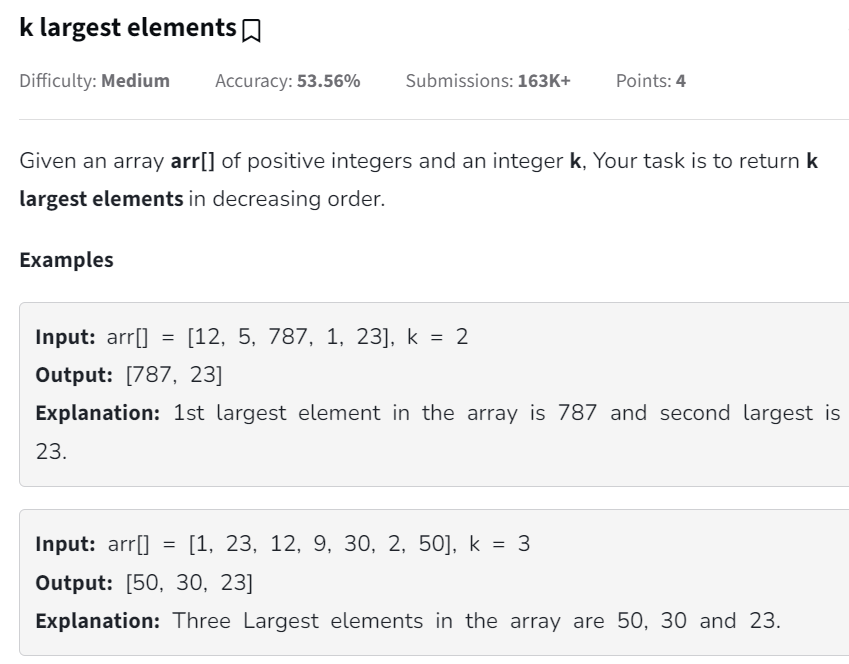 k largest elements
Difficulty: Medium Accuracy: 53.56% Submissions: 163K+ Points: 4
Given an array arr[] of positive integers and an integer k, Your task is to return k
largest elements in decreasing order.
Examples
Input: arr[] = [12, 5, 787, 1, 23], k = 2
Output: [787, 23]
Explanation: 1st largest element in the array is 787 and second largest is
23.
Input: arr[] = [1, 23, 12, 9, 30, 2, 50], k = 3
Output: [50, 30, 23]
Explanation: Three Largest elements in the array are 50, 30 and 23.